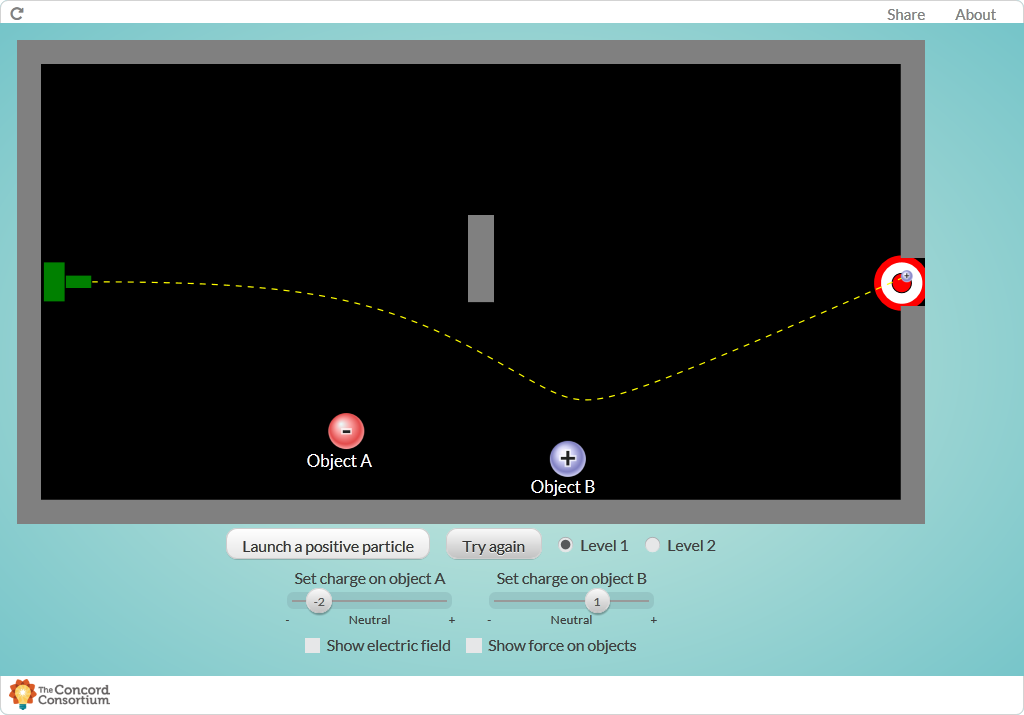 Share About
-
Object A
+
Object B
Launch a positive particle Try again Level 1 Level 2
Set charge on object A Set charge on object B
-2 1
- Neutral + - Neutral +
Show electric field Show force on objects
The Concord
Consortium